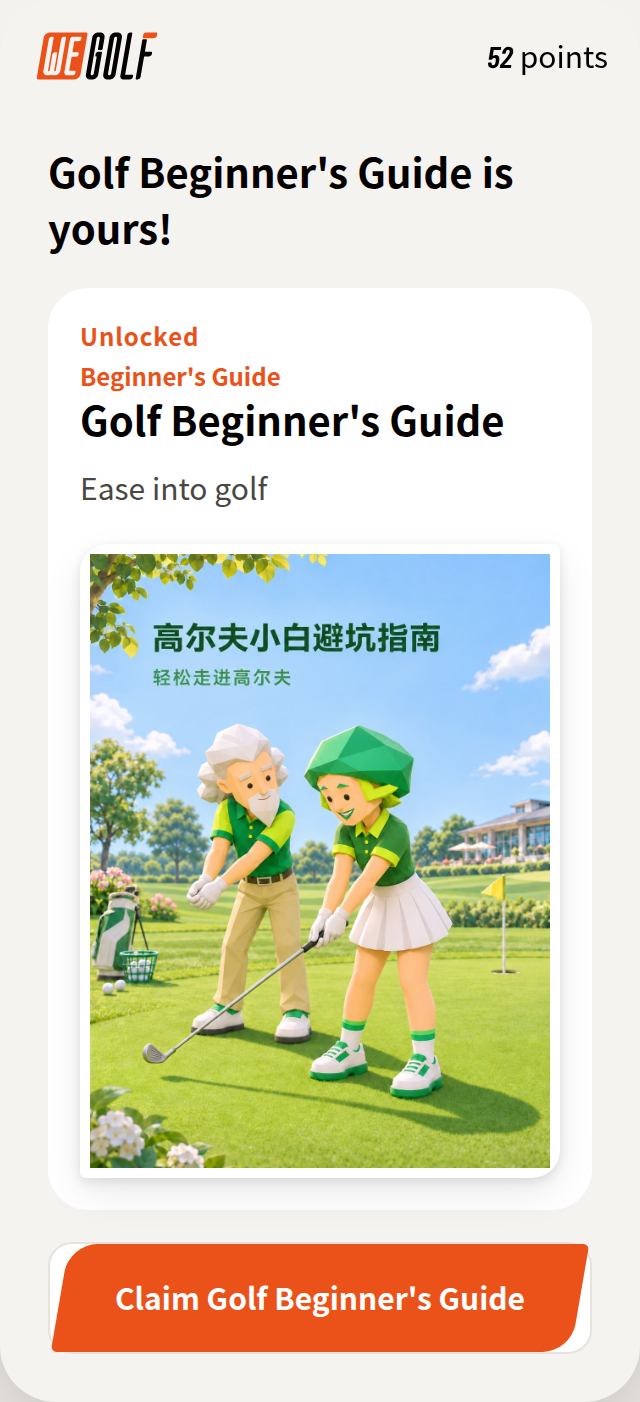 WEGOLF
52 points
Golf Beginner's Guide is
yours!
Unlocked
Beginner's Guide
Golf Beginner's Guide
Ease into golf
高尔夫小白避坑指南
轻松走进高尔夫
Claim Golf Beginner's Guide